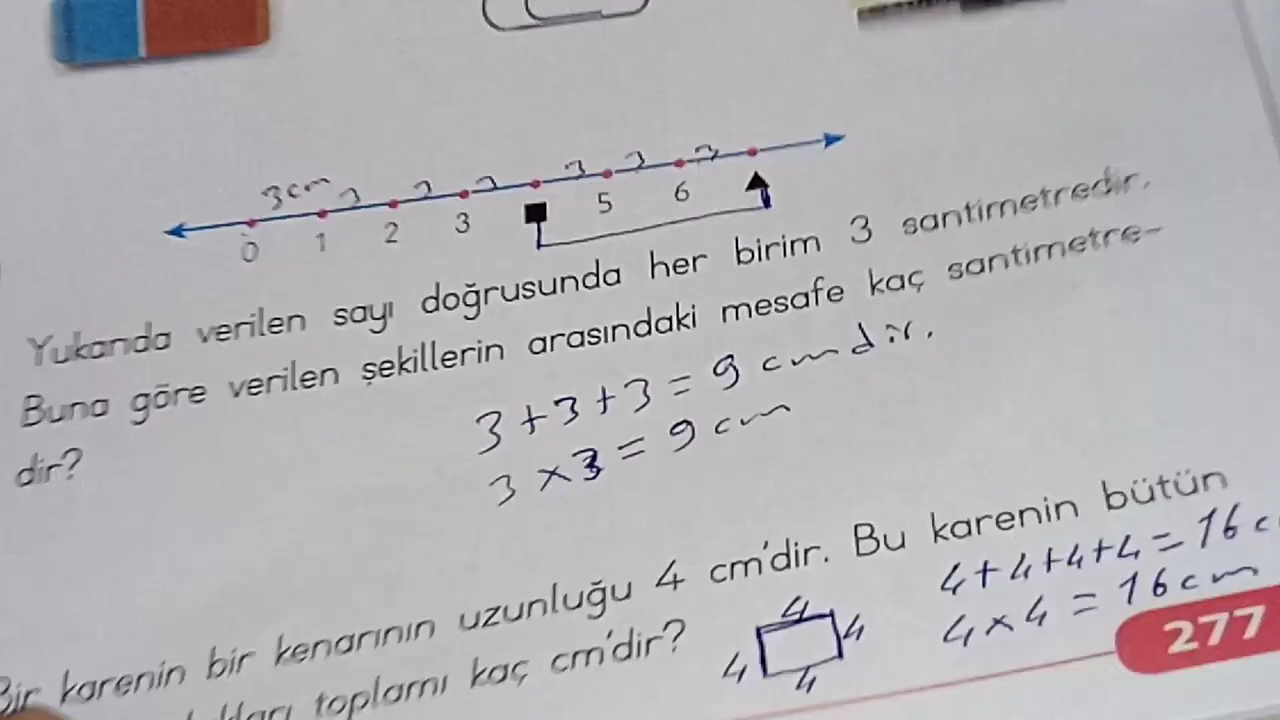 3 cm 3 3 3 3 3 3
0 1 2 3 5 6
Yukarıda verilen sayı doğrusunda her birim 3 santimetredir.
Buna göre verilen şekillerin arasındaki mesafe kaç santimetre-
dir?
3+3+3=9 cm dir.
3×3=9 cm
Bir karenin bir kenarının uzunluğu 4 cm'dir. Bu karenin bütün
toplamı kaç cm'dir?
4 4 4 4
4+4+4+4=16 c
4×4=16 cm
277